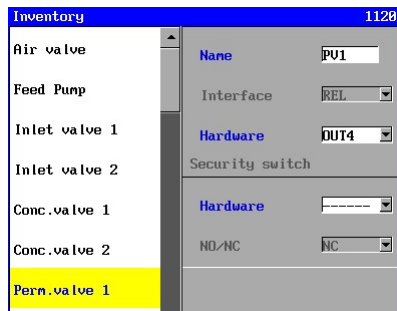 Inventory 1120
Air valve
Feed Pump
Inlet valve 1
Inlet valve 2
Conc.valve 1
Conc.valve 2
Perm.valve 1
Name PV1
Interface REL
Hardware OUT4
Security switch
Hardware ------
NO/NC NC